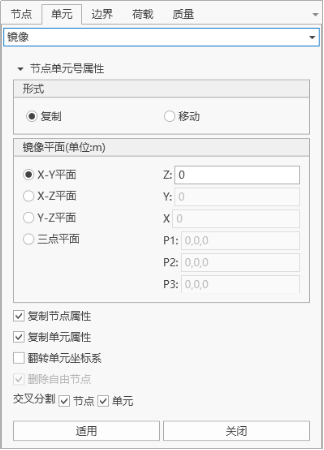 节点 单元 边界 荷载 质量
镜像
节点单元号属性
形式
复制 移动
镜像平面(单位:m)
X-Y平面 Z: 0
X-Z平面 Y: 0
Y-Z平面 X 0
三点平面 P1: 0,0,0
P2: 0,0,0
P3: 0,0,0
复制节点属性
复制单元属性
翻转单元坐标系
删除自由节点
交叉分割 节点 单元
适用 关闭